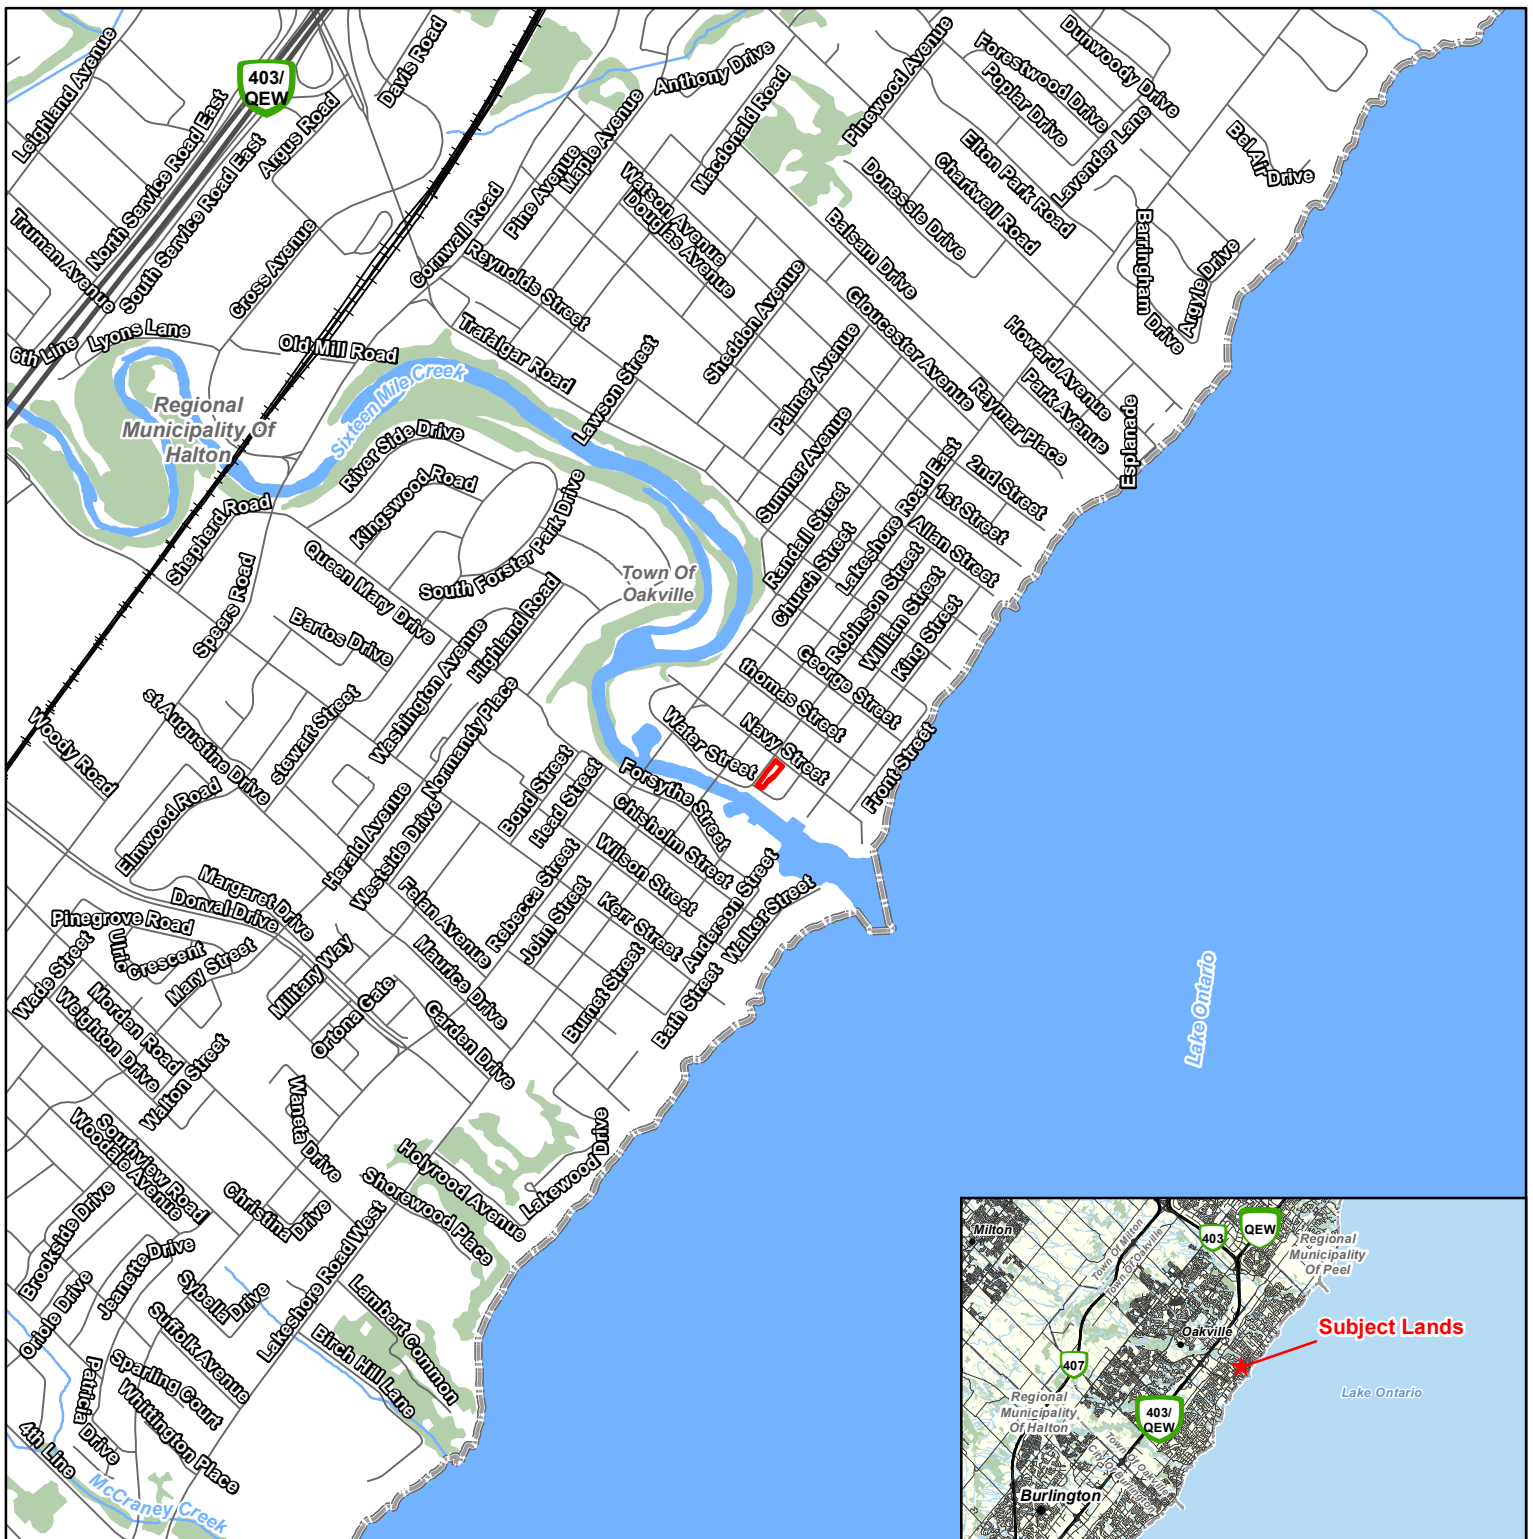 Leighland Avenue
403/
QEW
Davis Road
Anthony Drive
Macdonald Road
Pinewood Avenue
Forestwood Drive
Poplar Drive
Dunwoody Drive
Lavender Lane
Bel Air Drive
North Service Road East
South Service Road East
Argus Road
Pine Avenue
Maple Avenue
Watson Avenue
Douglas Avenue
Donessle Drive
Chartwell Road
Elton Park Road
Barringham Drive
Argyle Drive
Truman Avenue
Cross Avenue
Cornwall Road
Reynolds Street
Balsam Drive
6th Line
Lyons Lane
Old Mill Road
Trafalgar Road
Sheddon Avenue
Gloucester Avenue
Howard Avenue
Park Avenue
Raymar Place
Esplanade
Regional
Municipality Of
Halton
Sixteen Mile Creek
Lawson Street
Palmer Avenue
Summer Avenue
River Side Drive
Kingswood Road
South Forster Park Drive
2nd Street
1st Street
Allan Street
Lakeshore Road East
Randall Street
Church Street
Robinson Street
William Street
King Street
Shepherd Road
Speers Road
Queen Mary Drive
Town Of
Oakville
Bartos Drive
Washington Avenue
Highland Road
thomas Street
George Street
Navy Street
Water Street
Front Street
Woody Road
st Augustine Drive
stewart Street
Normandy Place
Elmwood Road
Herald Avenue
Westside Drive
Bond Street
Head Street
Forsythe Street
Chisholm Street
Wilson Street
Kerr Street
Rebecca Street
John Street
Anderson Street
Walker Street
Margaret Drive
Dorval Drive
Pinegrove Road
Ulric Crescent
Mary Street
Wade Street
Felan Avenue
Maurice Drive
Military Way
Ortona Gate
Garden Drive
Burnet Street
Bath Street
Morden Road
Weighton Drive
Walton Street
Waneta Drive
Lake Ontario
Southview Road
Woodale Avenue
Christina Drive
Holyrood Avenue
Shorewood Place
Lakewood Drive
Brookside Drive
Jeanette Drive
Oriole Drive
Sybella Drive
Suffolk Avenue
Lakeshore Road West
Lambert Common
Birch Hill Lane
Patricia Drive
Sparling Court
Whittington Place
4th Line
McCraney Creek
Milton
Town Of Milton
Town Of Oakville
403
QEW
Regional
Municipality
Of Peel
Subject Lands
Oakville
407
Lake Ontario
Regional
Municipality
Of Halton
403/
QEW
Town Of Oakville
City Of Burlington
Burlington